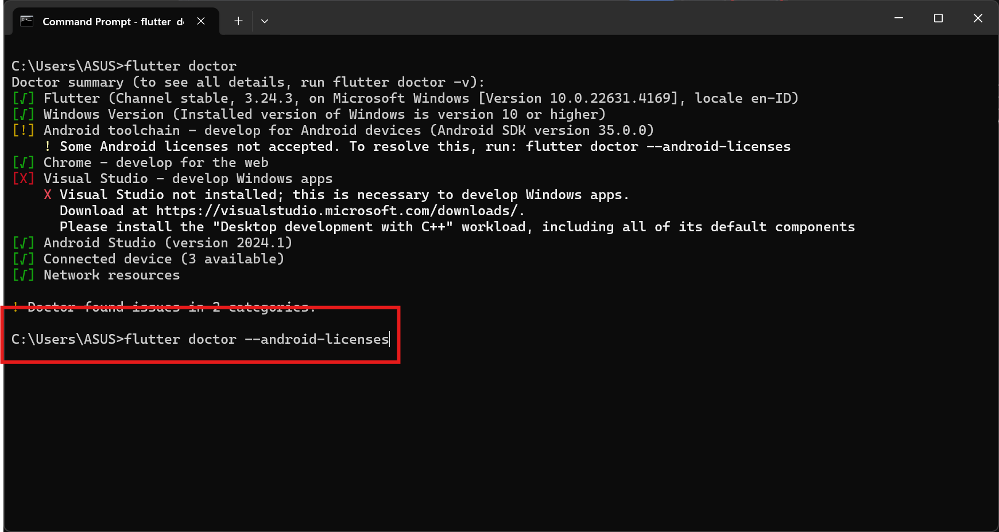 Command Prompt - flutter d
C:\Users\ASUS>flutter doctor
Doctor summary (to see all details, run flutter doctor -v):
[√] Flutter (Channel stable, 3.24.3, on Microsoft Windows [Version 10.0.22631.4169], locale en-ID)
[√] Windows Version (Installed version of Windows is version 10 or higher)
[!] Android toolchain - develop for Android devices (Android SDK version 35.0.0)
! Some Android licenses not accepted. To resolve this, run: flutter doctor --android-licenses
[√] Chrome - develop for the web
[X] Visual Studio - develop Windows apps
X Visual Studio not installed; this is necessary to develop Windows apps.
Download at https://visualstudio.microsoft.com/downloads/.
Please install the "Desktop development with C++" workload, including all of its default components
[√] Android Studio (version 2024.1)
[√] Connected device (3 available)
[√] Network resources
! Doctor found issues in 2 categories.
C:\Users\ASUS>flutter doctor --android-licenses